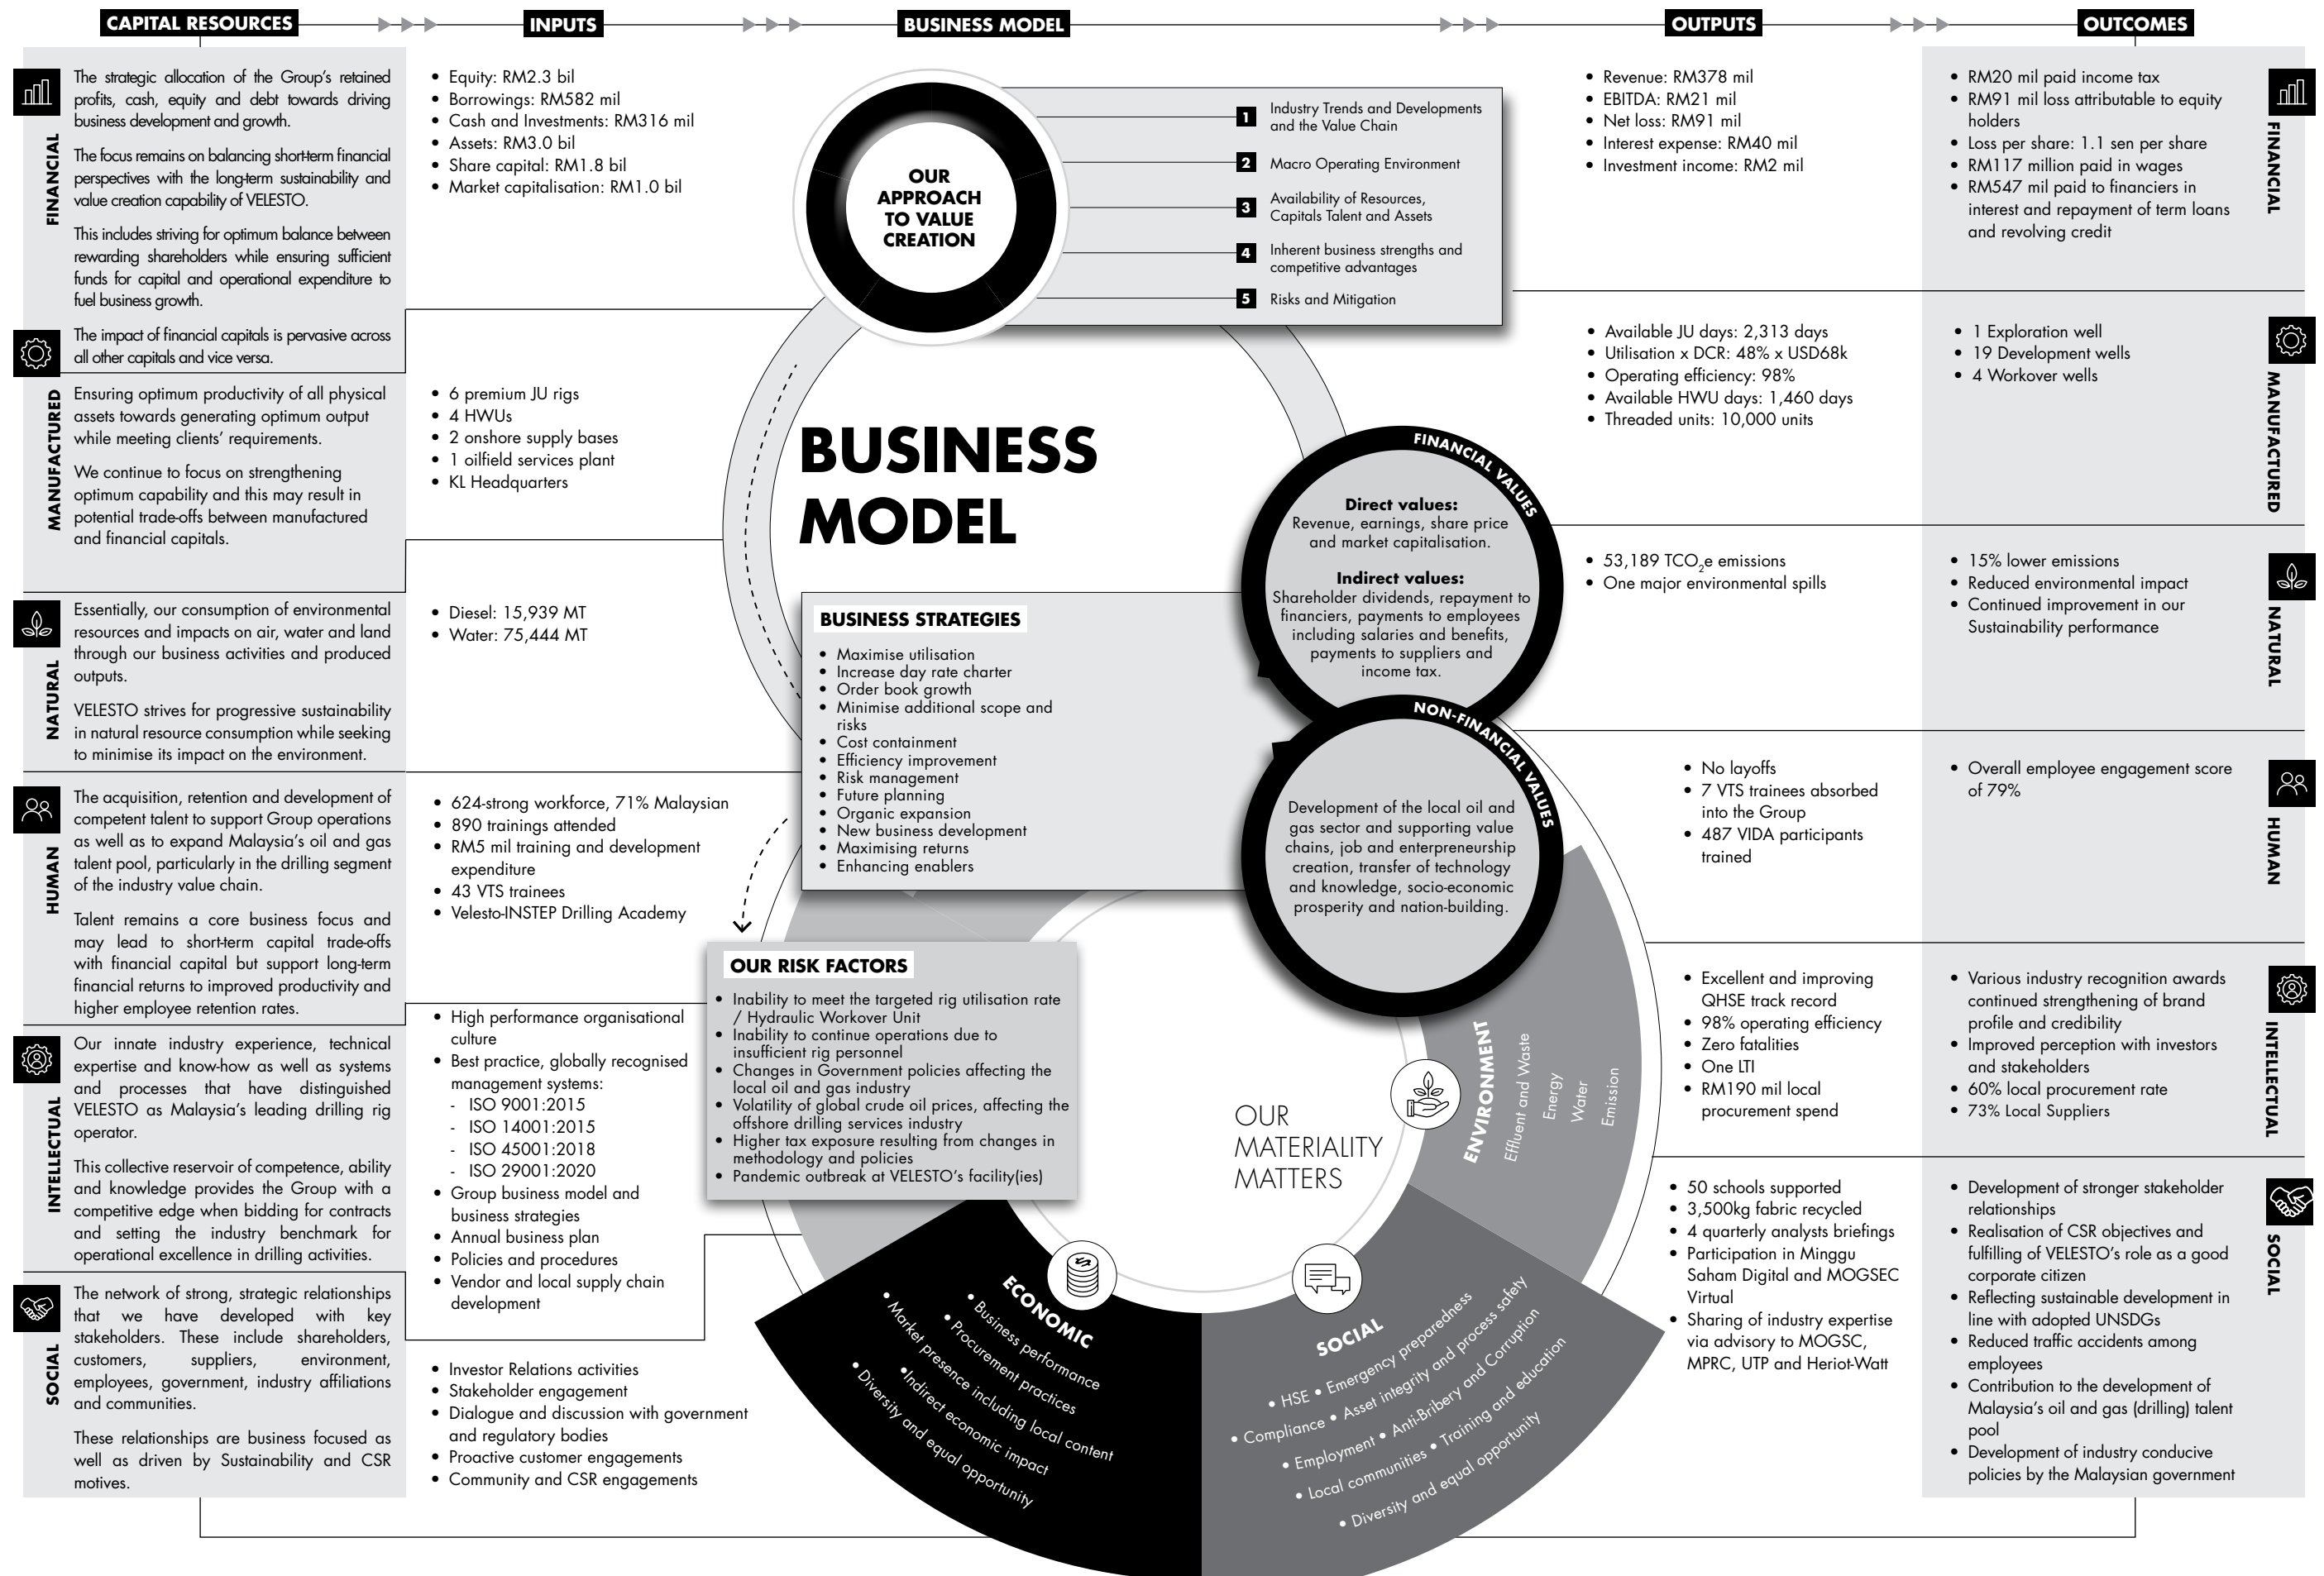 CAPITAL RESOURCES
INPUTS
BUSINESS MODEL
OUTPUTS
OUTCOMES
FINANCIAL
The strategic allocation of the Group's retained
profits, cash, equity and debt towards driving
business development and growth.
The focus remains on balancing short-term financial
perspectives with the long-term sustainability and
value creation capability of VELESTO.
This includes striving for optimum balance between
rewarding shareholders while ensuring sufficient
funds for capital and operational expenditure to
fuel business growth.
The impact of financial capitals is pervasive across
all other capitals and vice versa.
MANUFACTURED
Ensuring optimum productivity of all physical
assets towards generating optimum output
while meeting clients' requirements.
We continue to focus on strengthening
optimum capability and this may result in
potential trade-offs between manufactured
and financial capitals.
NATURAL
Essentially, our consumption of environmental
resources and impacts on air, water and land
through our business activities and produced
outputs.
VELESTO strives for progressive sustainability
in natural resource consumption while seeking
to minimise its impact on the environment.
HUMAN
The acquisition, retention and development of
competent talent to support Group operations
as well as to expand Malaysia's oil and gas
talent pool, particularly in the drilling segment
of the industry value chain.
Talent remains a core business focus and
may lead to short-term capital trade-offs
with financial capital but support long-term
financial returns to improved productivity and
higher employee retention rates.
INTELLECTUAL
Our innate industry experience, technical
expertise and know-how as well as systems
and processes that have distinguished
VELESTO as Malaysia's leading drilling rig
operator.
This collective reservoir of competence, ability
and knowledge provides the Group with a
competitive edge when bidding for contracts
and setting the industry benchmark for
operational excellence in drilling activities.
SOCIAL
The network of strong, strategic relationships
that we have developed with key
stakeholders. These include shareholders,
customers, suppliers, environment,
employees, government, industry affiliations
and communities.
These relationships are business focused as
well as driven by Sustainability and CSR
motives.
• Equity: RM2.3 bil
• Borrowings: RM582 mil
• Cash and Investments: RM316 mil
• Assets: RM3.0 bil
• Share capital: RM1.8 bil
• Market capitalisation: RM1.0 bil
• 6 premium JU rigs
• 4 HWUs
• 2 onshore supply bases
• 1 oilfield services plant
• KL Headquarters
• Diesel: 15,939 MT
• Water: 75,444 MT
• 624-strong workforce, 71% Malaysian
• 890 trainings attended
• RM5 mil training and development
expenditure
• 43 VTS trainees
• Velesto-INSTEP Drilling Academy
• High performance organisational
culture
• Best practice, globally recognised
management systems:
- ISO 9001:2015
- ISO 14001:2015
- ISO 45001:2018
- ISO 29001:2020
• Group business model and
business strategies
• Annual business plan
• Policies and procedures
• Vendor and local supply chain
development
• Investor Relations activities
• Stakeholder engagement
• Dialogue and discussion with government
and regulatory bodies
• Proactive customer engagements
• Community and CSR engagements
OUR
APPROACH
TO VALUE
CREATION
1 Industry Trends and Developments
and the Value Chain
2 Macro Operating Environment
3 Availability of Resources,
Capitals Talent and Assets
4 Inherent business strengths and
competitive advantages
5 Risks and Mitigation
BUSINESS
MODEL
FINANCIAL VALUES
Direct values:
Revenue, earnings, share price
and market capitalisation.
Indirect values:
Shareholder dividends, repayment to
financiers, payments to employees
including salaries and benefits,
payments to suppliers and
income tax.
BUSINESS STRATEGIES
• Maximise utilisation
• Increase day rate charter
• Order book growth
• Minimise additional scope and
risks
• Cost containment
• Efficiency improvement
• Risk management
• Future planning
• Organic expansion
• New business development
• Maximising returns
• Enhancing enablers
NON-FINANCIAL VALUES
Development of the local oil and
gas sector and supporting value
chains, job and enterpreneurship
creation, transfer of technology
and knowledge, socio-economic
prosperity and nation-building.
OUR RISK FACTORS
• Inability to meet the targeted rig utilisation rate
/ Hydraulic Workover Unit
• Inability to continue operations due to
insufficient rig personnel
• Changes in Government policies affecting the
local oil and gas industry
• Volatility of global crude oil prices, affecting the
offshore drilling services industry
• Higher tax exposure resulting from changes in
methodology and policies
• Pandemic outbreak at VELESTO's facility(ies)
OUR
MATERIALITY
MATTERS
ENVIRONMENT
Effluent and Waste
Energy
Water
Emission
ECONOMIC
• Business performance
• Procurement practices
• Market presence including local content
• Indirect economic impact
• Diversity and equal opportunity
SOCIAL
• HSE • Emergency preparedness
• Compliance • Asset integrity and process safety
• Employment • Anti-Bribery and Corruption
• Local communities • Training and education
• Diversity and equal opportunity
• Revenue: RM378 mil
• EBITDA: RM21 mil
• Net loss: RM91 mil
• Interest expense: RM40 mil
• Investment income: RM2 mil
• Available JU days: 2,313 days
• Utilisation x DCR: 48% x USD68k
• Operating efficiency: 98%
• Available HWU days: 1,460 days
• Threaded units: 10,000 units
• 53,189 TCO2e emissions
• One major environmental spills
• No layoffs
• 7 VTS trainees absorbed
into the Group
• 487 VIDA participants
trained
• Excellent and improving
QHSE track record
• 98% operating efficiency
• Zero fatalities
• One LTI
• RM190 mil local
procurement spend
• 50 schools supported
• 3,500kg fabric recycled
• 4 quarterly analysts briefings
• Participation in Minggu
Saham Digital and MOGSEC
Virtual
• Sharing of industry expertise
via advisory to MOGSC,
MPRC, UTP and Heriot-Watt
FINANCIAL
• RM20 mil paid income tax
• RM91 mil loss attributable to equity
holders
• Loss per share: 1.1 sen per share
• RM117 million paid in wages
• RM547 mil paid to financiers in
interest and repayment of term loans
and revolving credit
MANUFACTURED
• 1 Exploration well
• 19 Development wells
• 4 Workover wells
NATURAL
• 15% lower emissions
• Reduced environmental impact
• Continued improvement in our
Sustainability performance
HUMAN
• Overall employee engagement score
of 79%
INTELLECTUAL
• Various industry recognition awards
continued strengthening of brand
profile and credibility
• Improved perception with investors
and stakeholders
• 60% local procurement rate
• 73% Local Suppliers
SOCIAL
• Development of stronger stakeholder
relationships
• Realisation of CSR objectives and
fulfilling of VELESTO's role as a good
corporate citizen
• Reflecting sustainable development in
line with adopted UNSDGs
• Reduced traffic accidents among
employees
• Contribution to the development of
Malaysia's oil and gas (drilling) talent
pool
• Development of industry conducive
policies by the Malaysian government